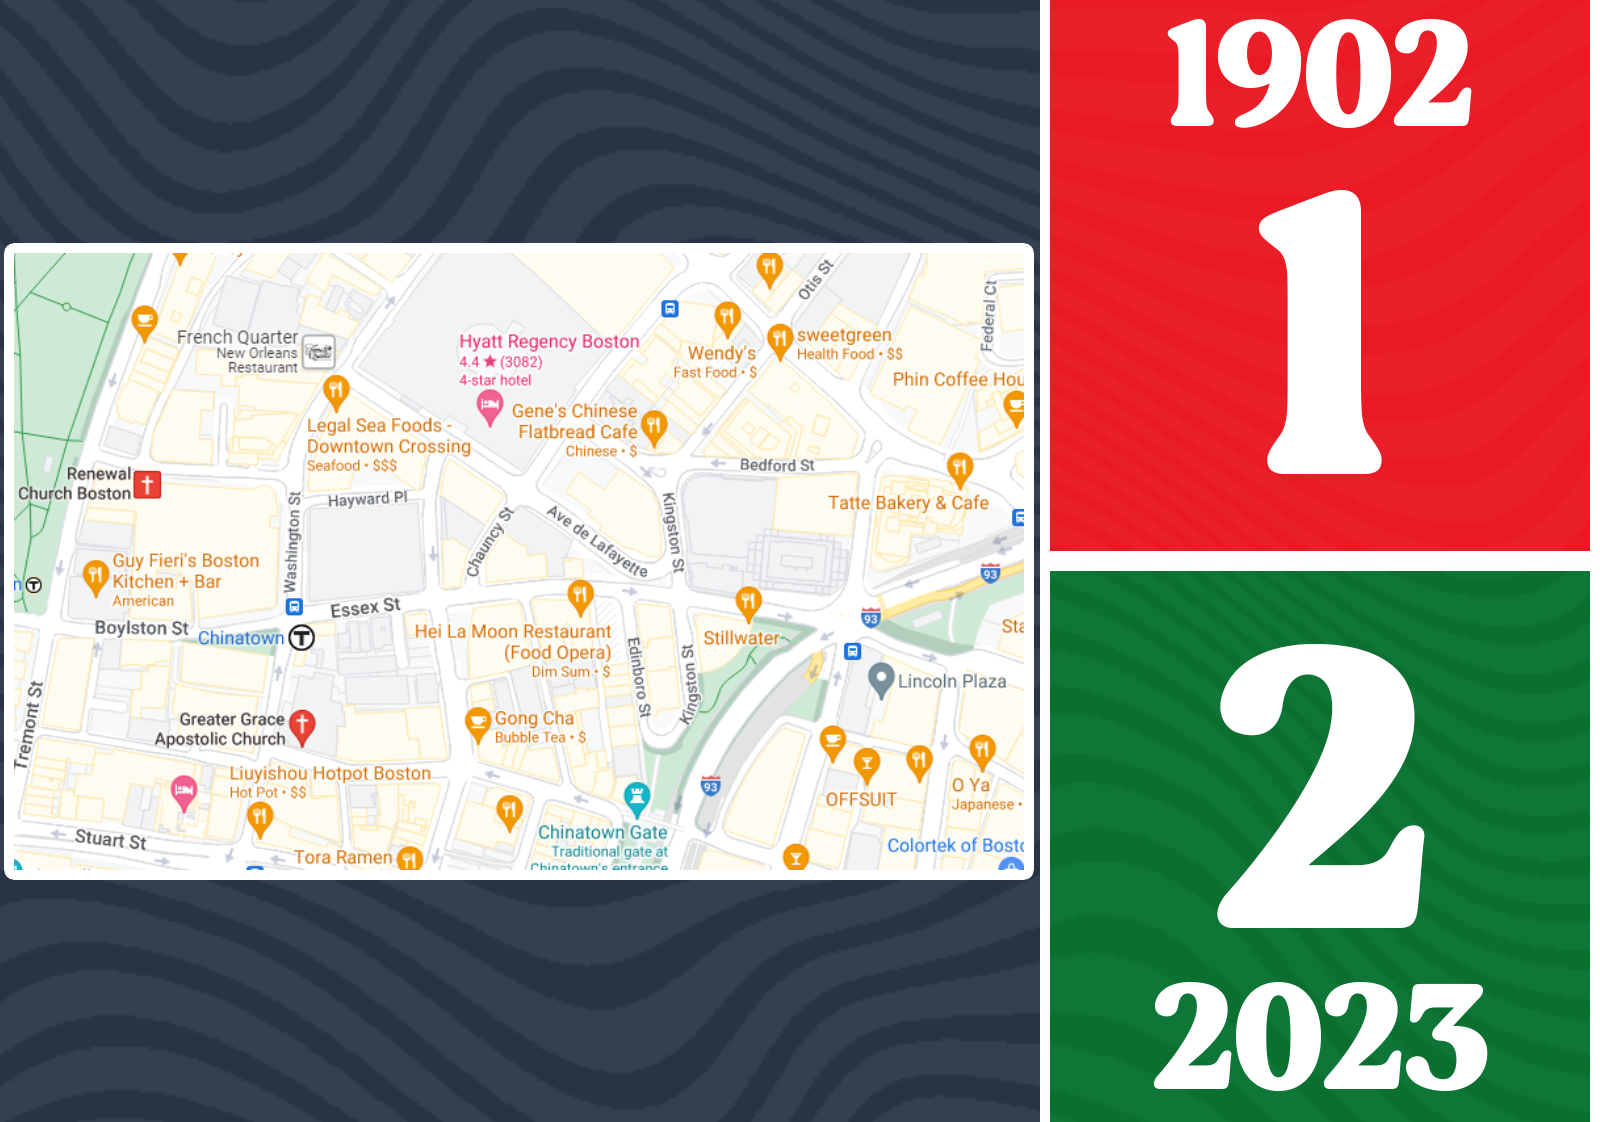 Otis St
Federal Ct
French Quarter
New Orleans
Restaurant
Hyatt Regency Boston
4.4 ★ (3082)
4-star hotel
Wendy's
Fast Food • $
sweetgreen
Health Food • $$
Phin Coffee Hou
Legal Sea Foods -
Downtown Crossing
Seafood • $$$
Gene's Chinese
Flatbread Cafe
Chinese • $
Bedford St
Renewal
Church Boston
Hayward Pl
Washington St
Chauncy St
Ave de Lafayette
Kingston St
Tatte Bakery & Cafe
Guy Fieri's Boston
Kitchen + Bar
American
n T
93
93
Essex St
Boylston St
Chinatown T
Hei La Moon Restaurant
(Food Opera)
Dim Sum • $
Edinboro St
Kingston St
Stillwater
Sta
Lincoln Plaza
Tremont St
Greater Grace
Apostolic Church
Gong Cha
Bubble Tea • $
Liuyishou Hotpot Boston
Hot Pot • $$
93
OFFSUIT
O Ya
Japanese •
Stuart St
Chinatown Gate
Traditional gate at
Chinatown's entrance
Tora Ramen
Colortek of Bosto
1902
1
2
2023